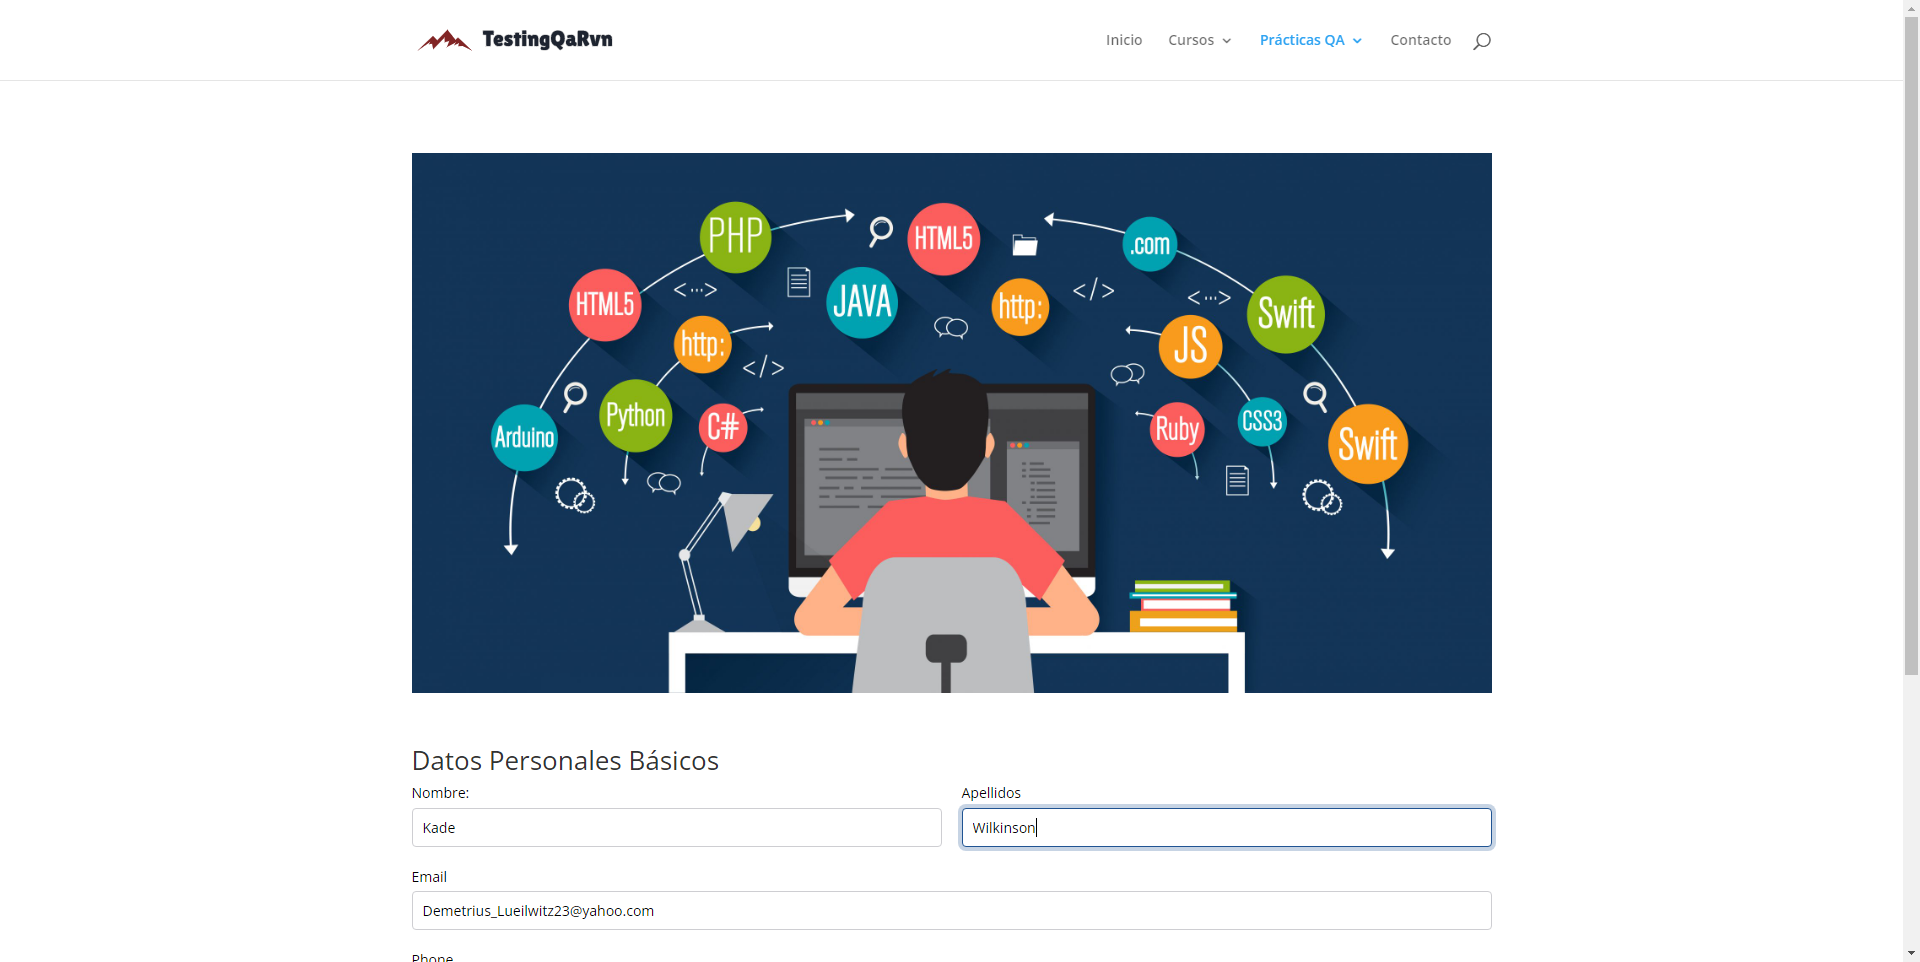 TestingQaRvn
Inicio
Cursos
Prácticas QA
Contacto
PHP
HTML5
.com
HTML5
JAVA
http:
Swift
http:
JS
Python
C#
Arduino
Ruby
CSS3
Swift
Datos Personales Básicos
Nombre:
Apellidos
Kade
Wilkinson
Email
Demetrius_Lueilwitz23@yahoo.com
Phone